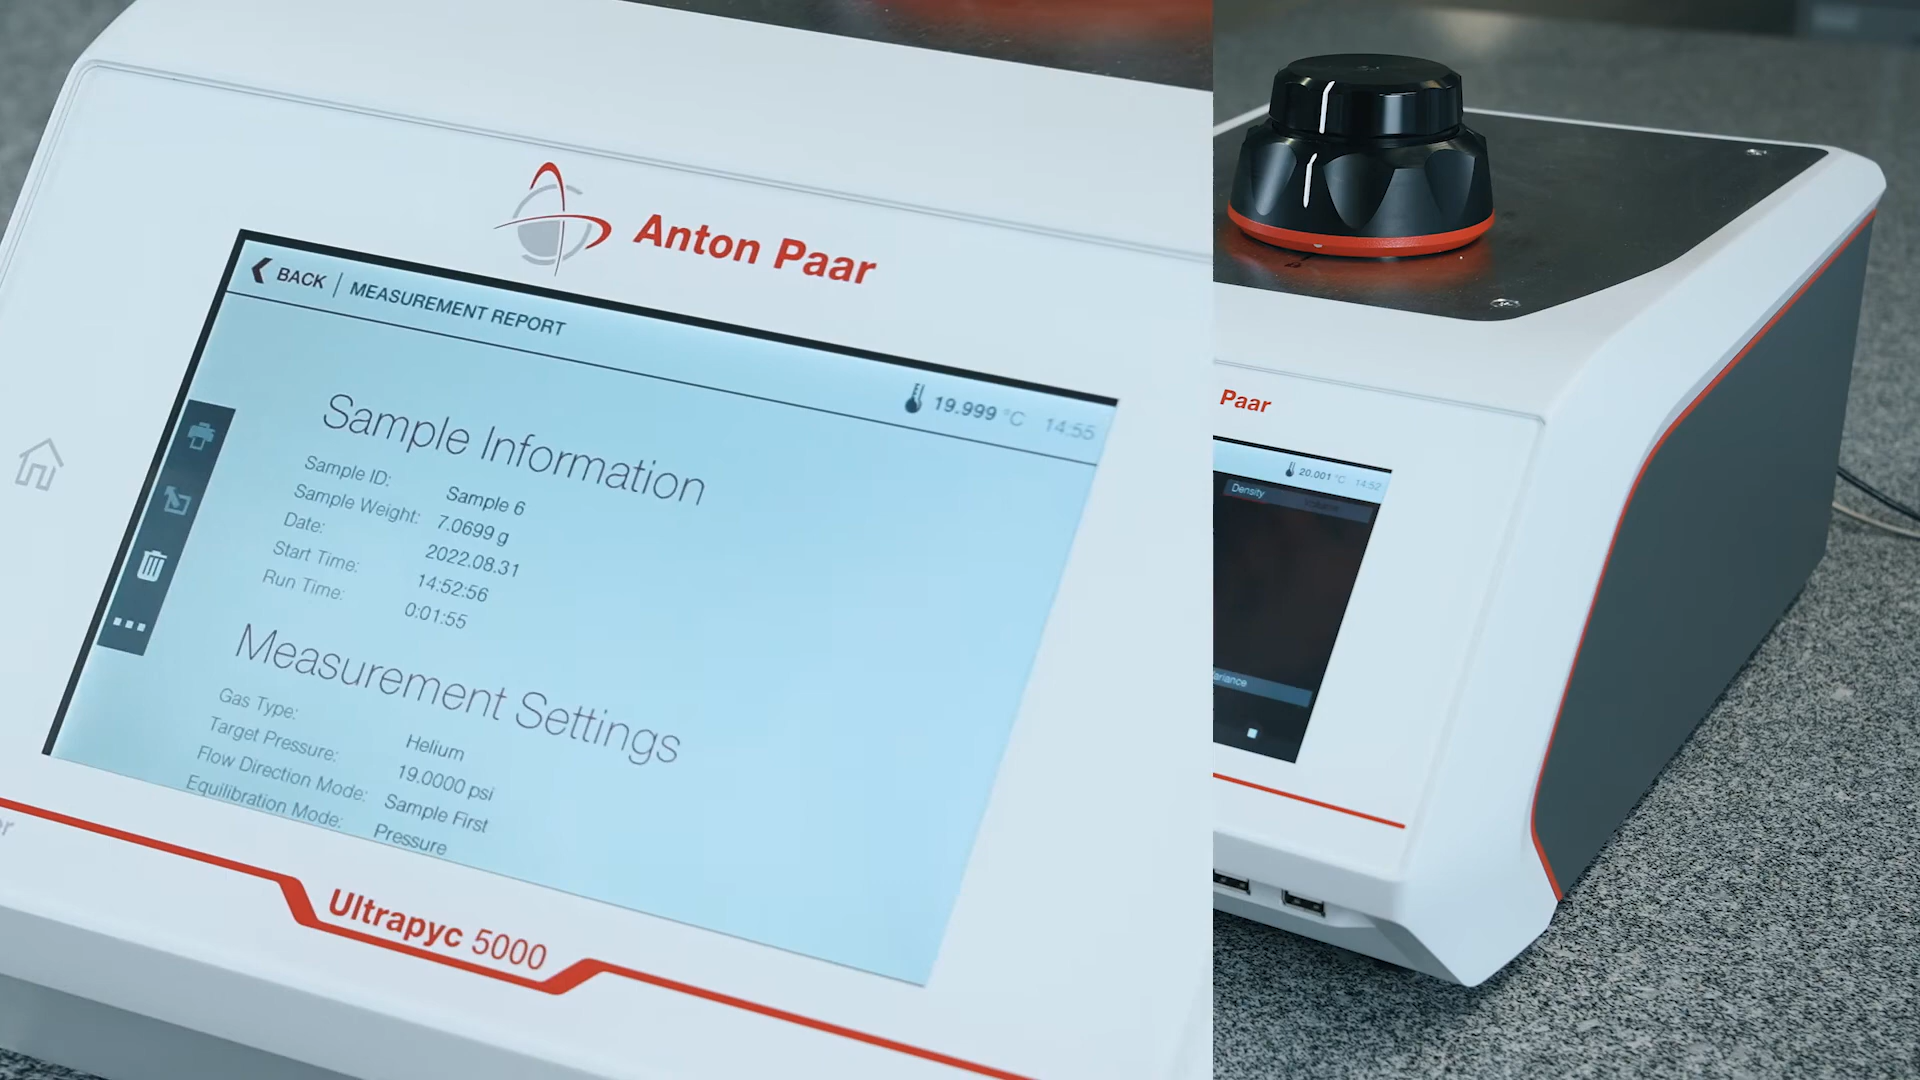 Anton Paar
BACK | MEASUREMENT REPORT
19.999 °C 14:55
Sample Information
Sample ID: Sample 6
Sample Weight: 7.0699 g
Date: 2022.08.31
Start Time: 14:52:56
Run Time: 0:01:55
Measurement Settings
Gas Type: Helium
Target Pressure: 19.0000 psi
Flow Direction Mode: Sample First
Equilibration Mode: Pressure
Ultrapyc 5000
Paar
20.001 °C 14:52
Density
Volume